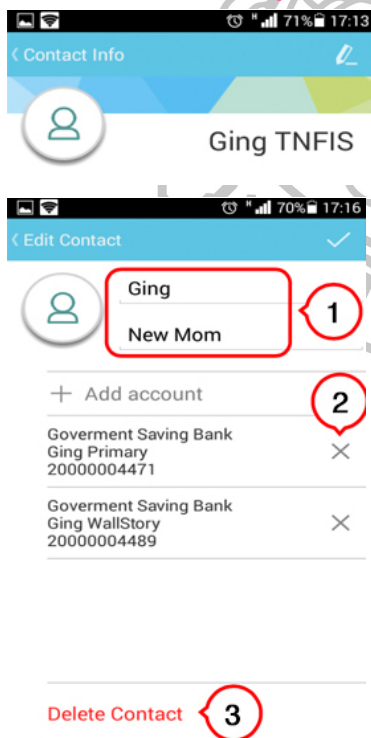 H 71% 17:13
< Contact Info
Ging TNFIS
H 70% 17:16
< Edit Contact
Ging
New Mom
1
+ Add account
2
Goverment Saving Bank
Ging Primary
20000004471
Goverment Saving Bank
Ging WallStory
20000004489
Delete Contact
3